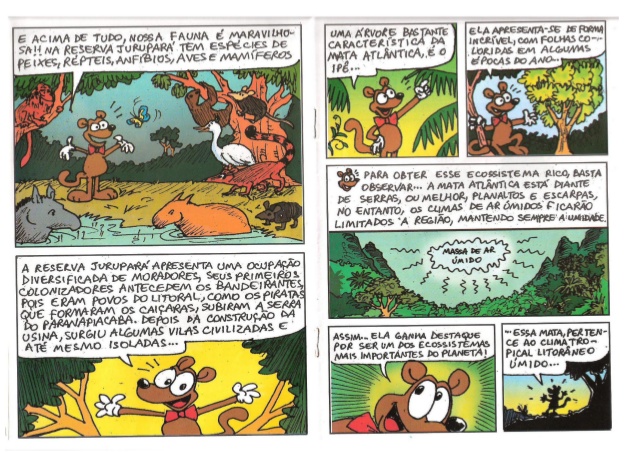 E ACIMA DE TUDO, NOSSA FAUNA É MARAVILHO-
SA!! NA RESERVA JURUPARÁ TEM ESPÉCIES DE
PEIXES, RÉPTEIS, ANFÍBIOS, AVES E MAMÍFEROS
A RESERVA JURUPARÁ APRESENTA UMA OCUPAÇÃO
DIVERSIFICADA DE MORADORES, SEUS PRIMEIROS
COLONIZADORES ANTECEDEM OS BANDEIRANTES,
POIS ERAM POVOS DO LITORAL, COMO OS PIRATAS
QUE FORMARAM OS CAIÇARAS, SUBIRAM A SERRA
DO PARANAPIACABA. DEPOIS DA CONSTRUÇÃO DA
USINA, SURGIU ALGUMAS VILAS CIVILIZADAS E
ATÉ MESMO ISOLADAS...
UMA ÁRVORE BASTANTE
CARACTERÍSTICA DA
MATA ATLÂNTICA, É O
IPÊ...
ELA APRESENTA-SE DE FORMA
INCRÍVEL, COM FOLHAS CO-
LORIDAS EM ALGUMAS
ÉPOCAS DO ANO...
PARA OBTER ESSE ECOSSISTEMA RICO, BASTA
OBSERVAR... A MATA ATLÂNTICA ESTÁ DIANTE
DE SERRAS, OU MELHOR, PLANALTOS E ESCARPAS,
NO ENTANTO, OS CLIMAS DE AR ÚMIDOS FICARÃO
LIMITADOS À REGIÃO, MANTENDO SEMPRE A UMIDADE.
MASSA DE AR
ÚMIDO
ASSIM... ELA GANHA DESTAQUE
POR SER UM DOS ECOSSISTEMAS
MAIS IMPORTANTES DO PLANETA!
...ESSA MATA, PERTEN-
CE AO CLIMA TRO-
PICAL LITORÂNEO
ÚMIDO...